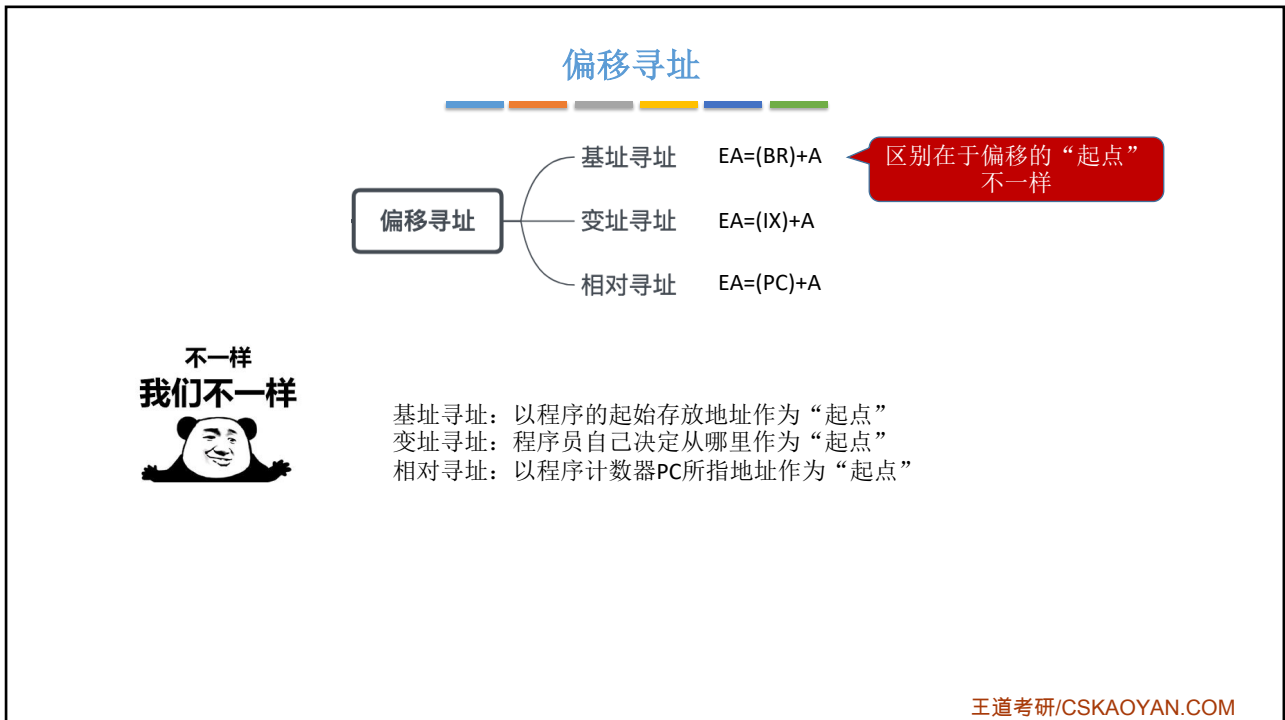 偏移寻址
基址寻址 EA=(BR)+A
区别在于偏移的“起点”
不一样
偏移寻址
变址寻址 EA=(IX)+A
相对寻址 EA=(PC)+A
不一样
我们不一样
基址寻址：以程序的起始存放地址作为“起点”
变址寻址：程序员自己决定从哪里作为“起点”
相对寻址：以程序计数器PC所指地址作为“起点”
王道考研/CSKAOYAN.COM